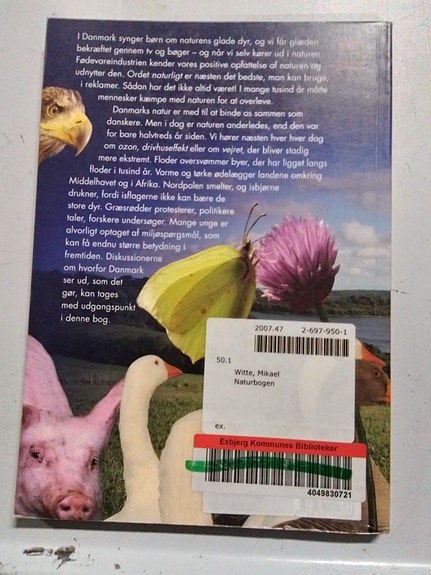 I Danmark synger børn om naturens glade dyr, og vi får glæden
bekræftet gennem tv og bøger – og når vi selv kører ud i naturen.
Fødevareindustrien kender vores positive opfattelse af naturen og
udnytter den. Ordet naturligt er næsten det bedste, man kan bruge,
i reklamer. Sådan har det ikke altid været! I mange tusind år måtte
mennesker kæmpe med naturen for at overleve.
Danmarks natur er med til at binde os sammen som
danskere. Men i dag er naturen anderledes, end den var
for bare halvtreds år siden. Vi hører næsten hver hver dag
om ozon, drivhuseffekt eller om vejret, der bliver stadig
mere ekstremt. Floder oversvømmer byer, der har ligget langs
floder i tusind år. Varme og tørke ødelægger landene omkring
Middelhavet og i Afrika. Nordpolen smelter, og isbjørne
drukner, fordi isflagerne ikke kan bære de
store dyr. Græsrødder protesterer, politikere
taler, forskere undersøger. Mange unge er
alvorligt optaget af miljøspørgsmål, som
kan få endnu større betydning i
fremtiden. Diskussionerne
om hvorfor Danmark
ser ud, som det
gør, kan tages
med udgangspunkt
i denne bog.
2007.47 2-697-950-1
50.1
Witte, Mikael
Naturbogen
ex.
Esbjerg Kommunes Biblioteker
4049830721